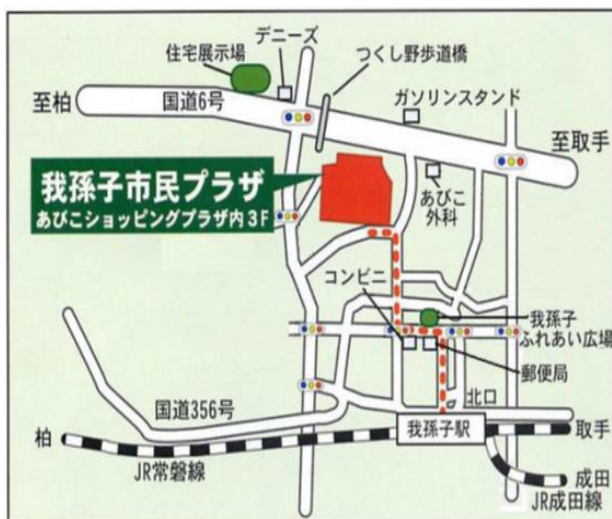 デニーズ
住宅展示場
つくし野歩道橋
至柏
国道6号
ガソリンスタンド
至取手
我孫子市民プラザ
あびこショッピングプラザ内3F
あびこ
外科
コンビニ
我孫子
ふれあい広場
郵便局
北口
国道356号
柏
我孫子駅
取手
JR常磐線
成田
JR成田線